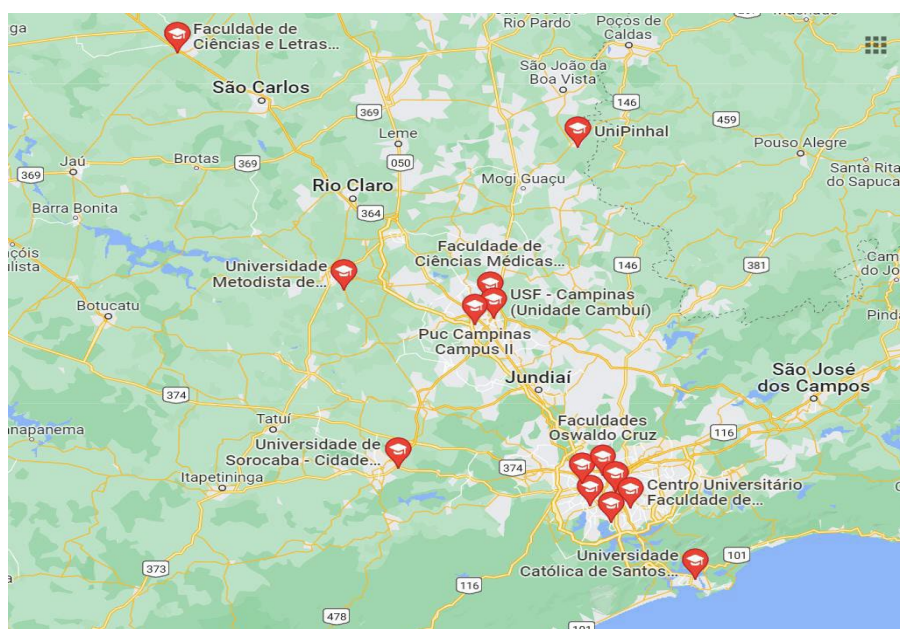 Rio Pardo
Poços de
Caldas
Faculdade de
Ciências e Letras...
São João da
Boa Vista
São Carlos
146
459
369
UniPinhal
Leme
Pouso Alegre
Jaú
Brotas
369
050
369
Santa Rita
do Sapuca
Mogi Guaçu
Rio Claro
Barra Bonita
364
Faculdade de
Ciências Médicas...
146
381
Universidade
Metodista de...
USF - Campinas
(Unidade Cambuí)
Botucatu
Puc Campinas
Campus II
Jundiaí
São José
dos Campos
374
Tatuí
Faculdades
Oswaldo Cruz
116
Universidade de
Sorocaba - Cidade...
374
Itapetininga
Centro Universitário
Faculdade de...
Universidade
Católica de Santos...
101
373
116
478
101